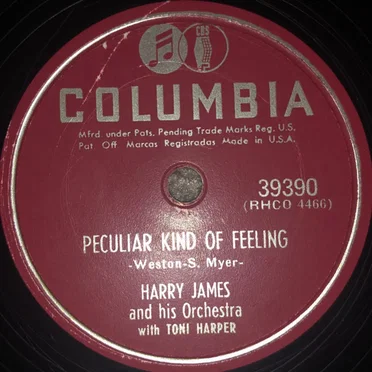 CBS
COLUMBIA
Mfrd. under Pats. Pending Trade Marks Reg. U.S.
Pat. Off Marcas Registradas Made in U.S.A.
39390
(RHCO 4466)
PECULIAR KIND OF FEELING
-Weston-S. Myer-
HARRY JAMES
and his Orchestra
with TONI HARPER